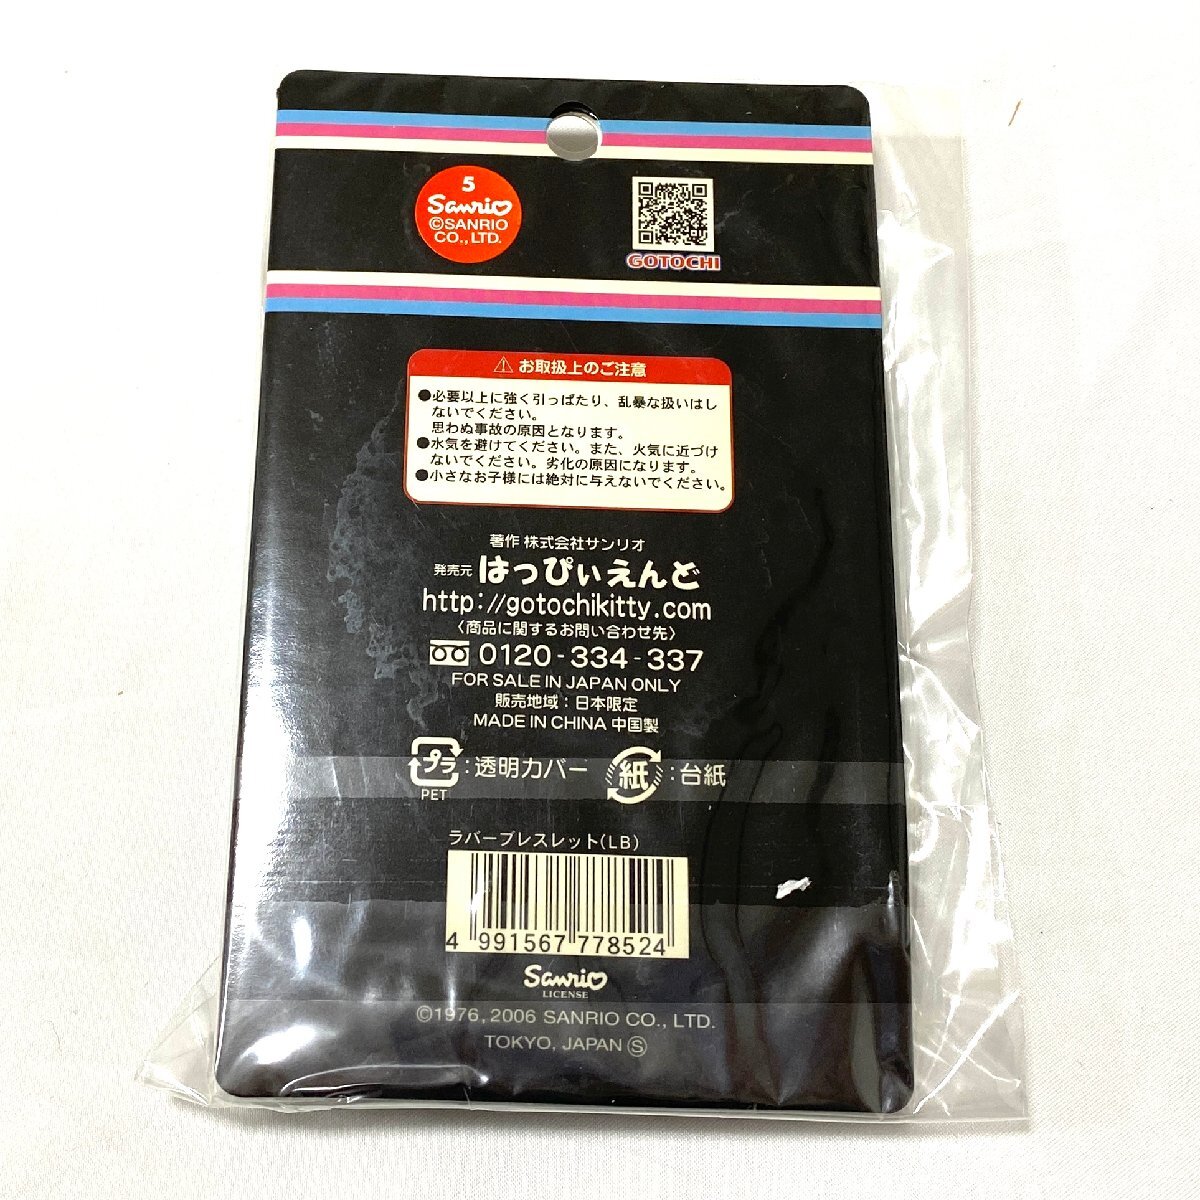 5
Sanrio
©SANRIO
CO., LTD.
GOTOCHI
⚠お取扱上のご注意
●必要以上に強く引っぱたり、乱暴な扱いはし
ないでください。
思わぬ事故の原因となります。
●水気を避けてください。また、火気に近づけ
ないでください。劣化の原因になります。
●小さなお子様には絶対に与えないでください。
著作 株式会社サンリオ
発売元 はっぴぃえんど
http://gotochikitty.com
〈商品に関するお問い合わせ先〉
0120-334-337
FOR SALE IN JAPAN ONLY
販売地域：日本限定
MADE IN CHINA 中国製
プラ：透明カバー 紙：台紙
PET
ラバーブレスレット(LB)
4 991567 778524
Sanrio
LICENSE
©1976, 2006 SANRIO CO., LTD.
TOKYO, JAPAN Ⓢ